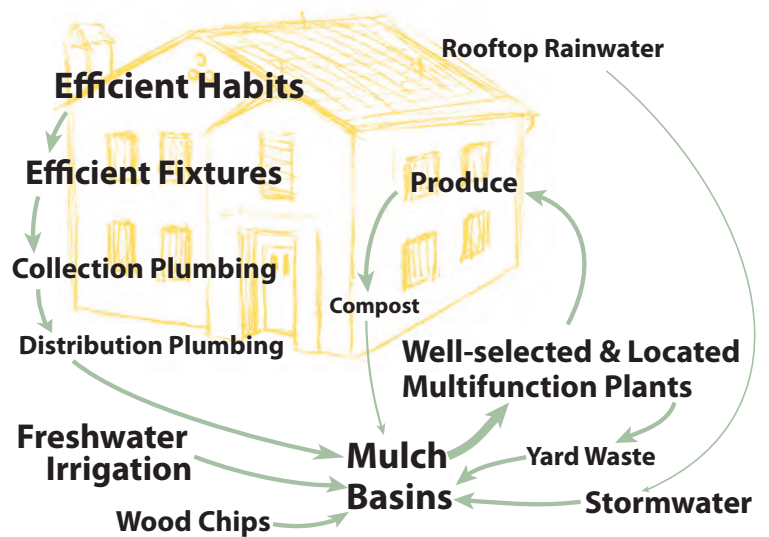 Rooftop Rainwater
Efficient Habits
Efficient Fixtures
Produce
Collection Plumbing
Compost
Distribution Plumbing
Well-selected & Located
Multifunction Plants
Freshwater
Irrigation
Mulch
Basins
Yard Waste
Stormwater
Wood Chips